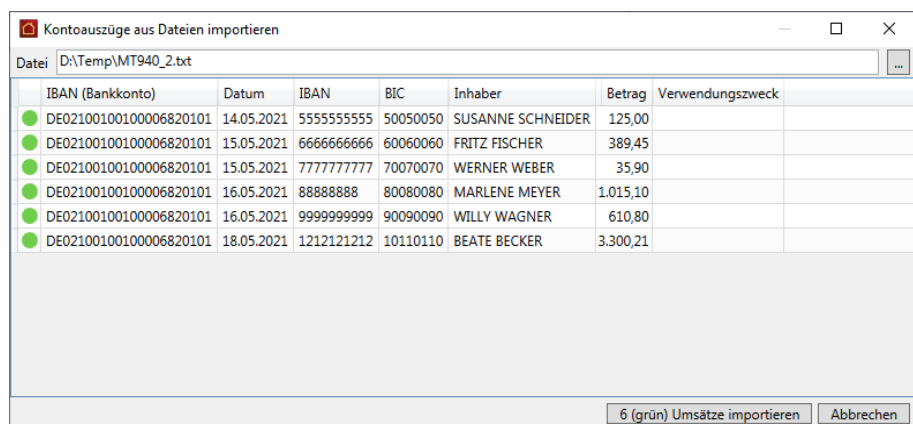 Kontoauszüge aus Dateien importieren
Datei D:\Temp\MT940_2.txt ...
IBAN (Bankkonto) Datum IBAN BIC Inhaber Betrag Verwendungszweck
DE02100100100006820101 14.05.2021 5555555555 50050050 SUSANNE SCHNEIDER 125,00
DE02100100100006820101 15.05.2021 6666666666 60060060 FRITZ FISCHER 389,45
DE02100100100006820101 15.05.2021 7777777777 70070070 WERNER WEBER 35,90
DE02100100100006820101 16.05.2021 88888888 80080080 MARLENE MEYER 1.015,10
DE02100100100006820101 16.05.2021 9999999999 90090090 WILLY WAGNER 610,80
DE02100100100006820101 18.05.2021 1212121212 10110110 BEATE BECKER 3.300,21
6 (grün) Umsätze importieren Abbrechen